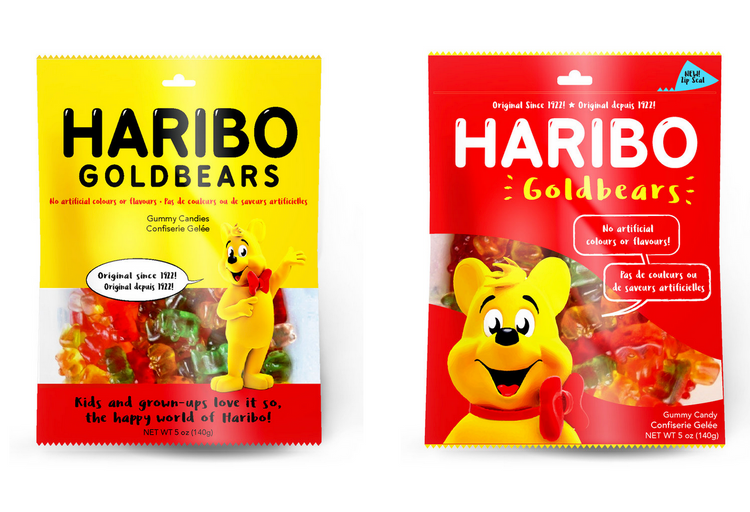 HARIBO
GOLDBEARS
No artificial colours or flavours • Pas de couleurs ou de saveurs artificielles
Gummy Candies
Confiserie Gelée
Original since 1922!
Original depuis 1922!
Kids and grown-ups love it so,
the happy world of Haribo!
NET WT 5 oz (140g)
NEW!
Zip Seal
Original Since 1922! ★ Original depuis 1922!
HARIBO
Goldbears
No artificial
colours or flavours!
Pas de couleurs ou
de saveurs artificielles
Gummy Candy
Confiserie Gelée
NET WT 5 oz (140g)